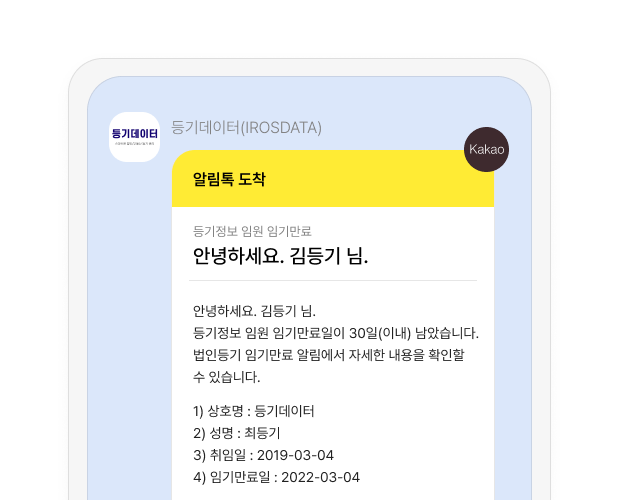 등기데이터
등기데이터(IROSDATA)
Kakao
알림톡 도착
등기정보 임원 임기만료
안녕하세요. 김등기 님.
안녕하세요. 김등기 님.
등기정보 임원 임기만료일이 30일(이내) 남았습니다.
법인등기 임기만료 알림에서 자세한 내용을 확인할
수 있습니다.
1) 상호명 : 등기데이터
2) 성명 : 최등기
3) 취임일 : 2019-03-04
4) 임기만료일 : 2022-03-04